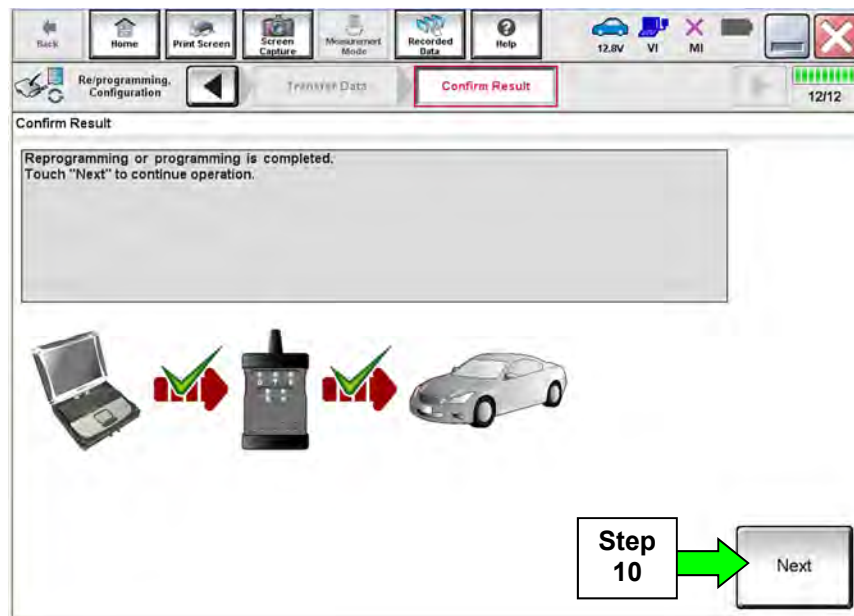 Back
Home
Print Screen
Screen
Capture
Measurement
Mode
Recorded
Data
Help
12.8V
VI
MI
Re/programming,
Configuration
Transfer Data
Confirm Result
12/12
Confirm Result
Reprogramming or programming is completed.
Touch "Next" to continue operation.
Step
10
Next